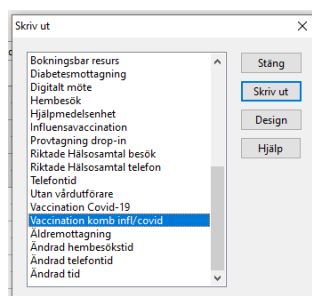 Skriv ut
Bokningsbar resurs
Diabetesmottagning
Digitalt möte
Hembesök
Hjälpmedelsenhet
Influensavaccination
Provtagning drop-in
Riktade Hälsosamtal besök
Riktade Hälsosamtal telefon
Telefontid
Utan vårdutförare
Vaccination Covid-19
Vaccination komb infl/covid
Äldremottagning
Ändrad hembesökstid
Ändrad telefontid
Ändrad tid
Stäng
Skriv ut
Design
Hjälp